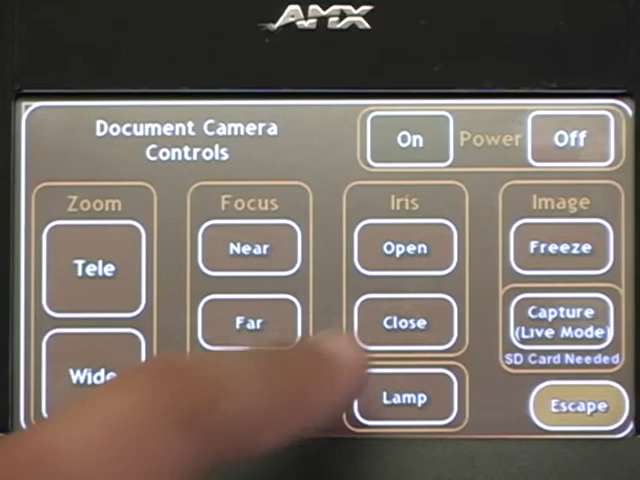 AMX
Document Camera
Controls
On
Power
Off
Zoom
Focus
Iris
Image
Tele
Near
Open
Freeze
Far
Close
Capture
(Live Mode)
SD Card Needed
Wide
Lamp
Escape